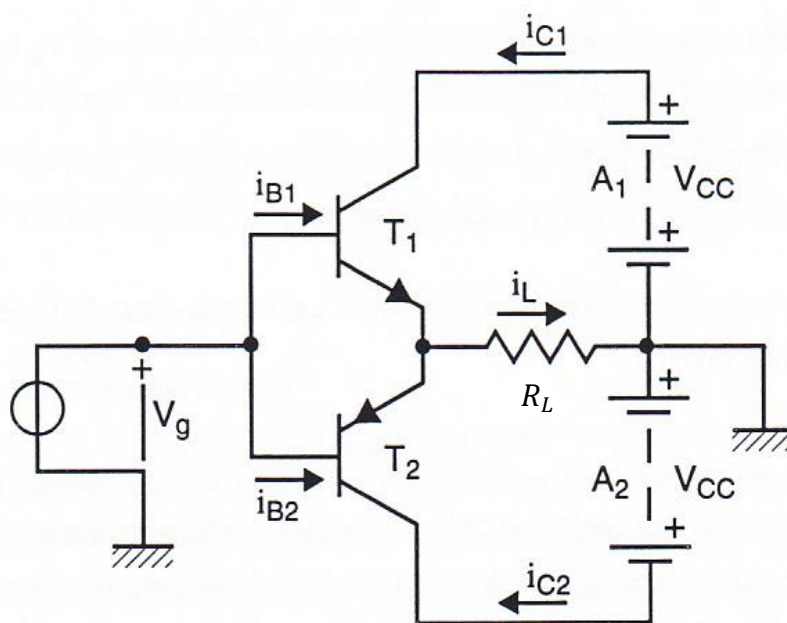 i_C1
+
i_B1
A_1
V_CC
T_1
+
i_L
+
+
V_g
R_L
T_2
A_2
V_CC
i_B2
+
i_C2